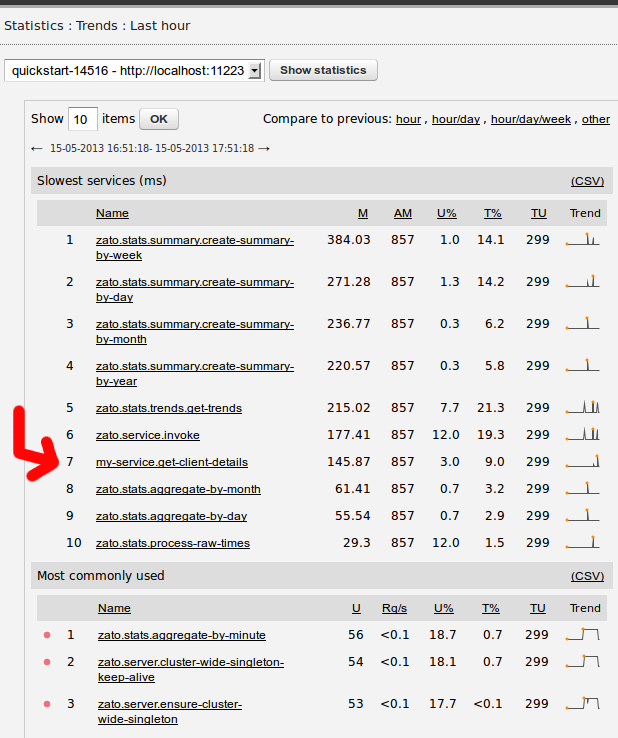 Statistics : Trends : Last hour
quickstart-14516 - http://localhost:11223 Show statistics
Show 10 items OK Compare to previous: hour , hour/day , hour/day/week , other
← 15-05-2013 16:51:18- 15-05-2013 17:51:18 →
Slowest services (ms) (CSV)
Name M AM U% T% TU Trend
1 zato.stats.summary.create-summary- 384.03 857 1.0 14.1 299
by-week
2 zato.stats.summary.create-summary- 271.28 857 1.3 14.2 299
by-day
3 zato.stats.summary.create-summary- 236.77 857 0.3 6.2 299
by-month
4 zato.stats.summary.create-summary- 220.57 857 0.3 5.8 299
by-year
5 zato.stats.trends.get-trends 215.02 857 7.7 21.3 299
6 zato.service.invoke 177.41 857 12.0 19.3 299
7 my-service.get-client-details 145.87 857 3.0 9.0 299
8 zato.stats.aggregate-by-month 61.41 857 0.7 3.2 299
9 zato.stats.aggregate-by-day 55.54 857 0.7 2.9 299
10 zato.stats.process-raw-times 29.3 857 12.0 1.5 299
Most commonly used (CSV)
Name U Rq/s U% T% TU Trend
1 zato.stats.aggregate-by-minute 56 <0.1 18.7 0.7 299
2 zato.server.cluster-wide-singleton- 54 <0.1 18.1 0.7 299
keep-alive
3 zato.server.ensure-cluster- 53 <0.1 17.7 <0.1 299
wide-singleton